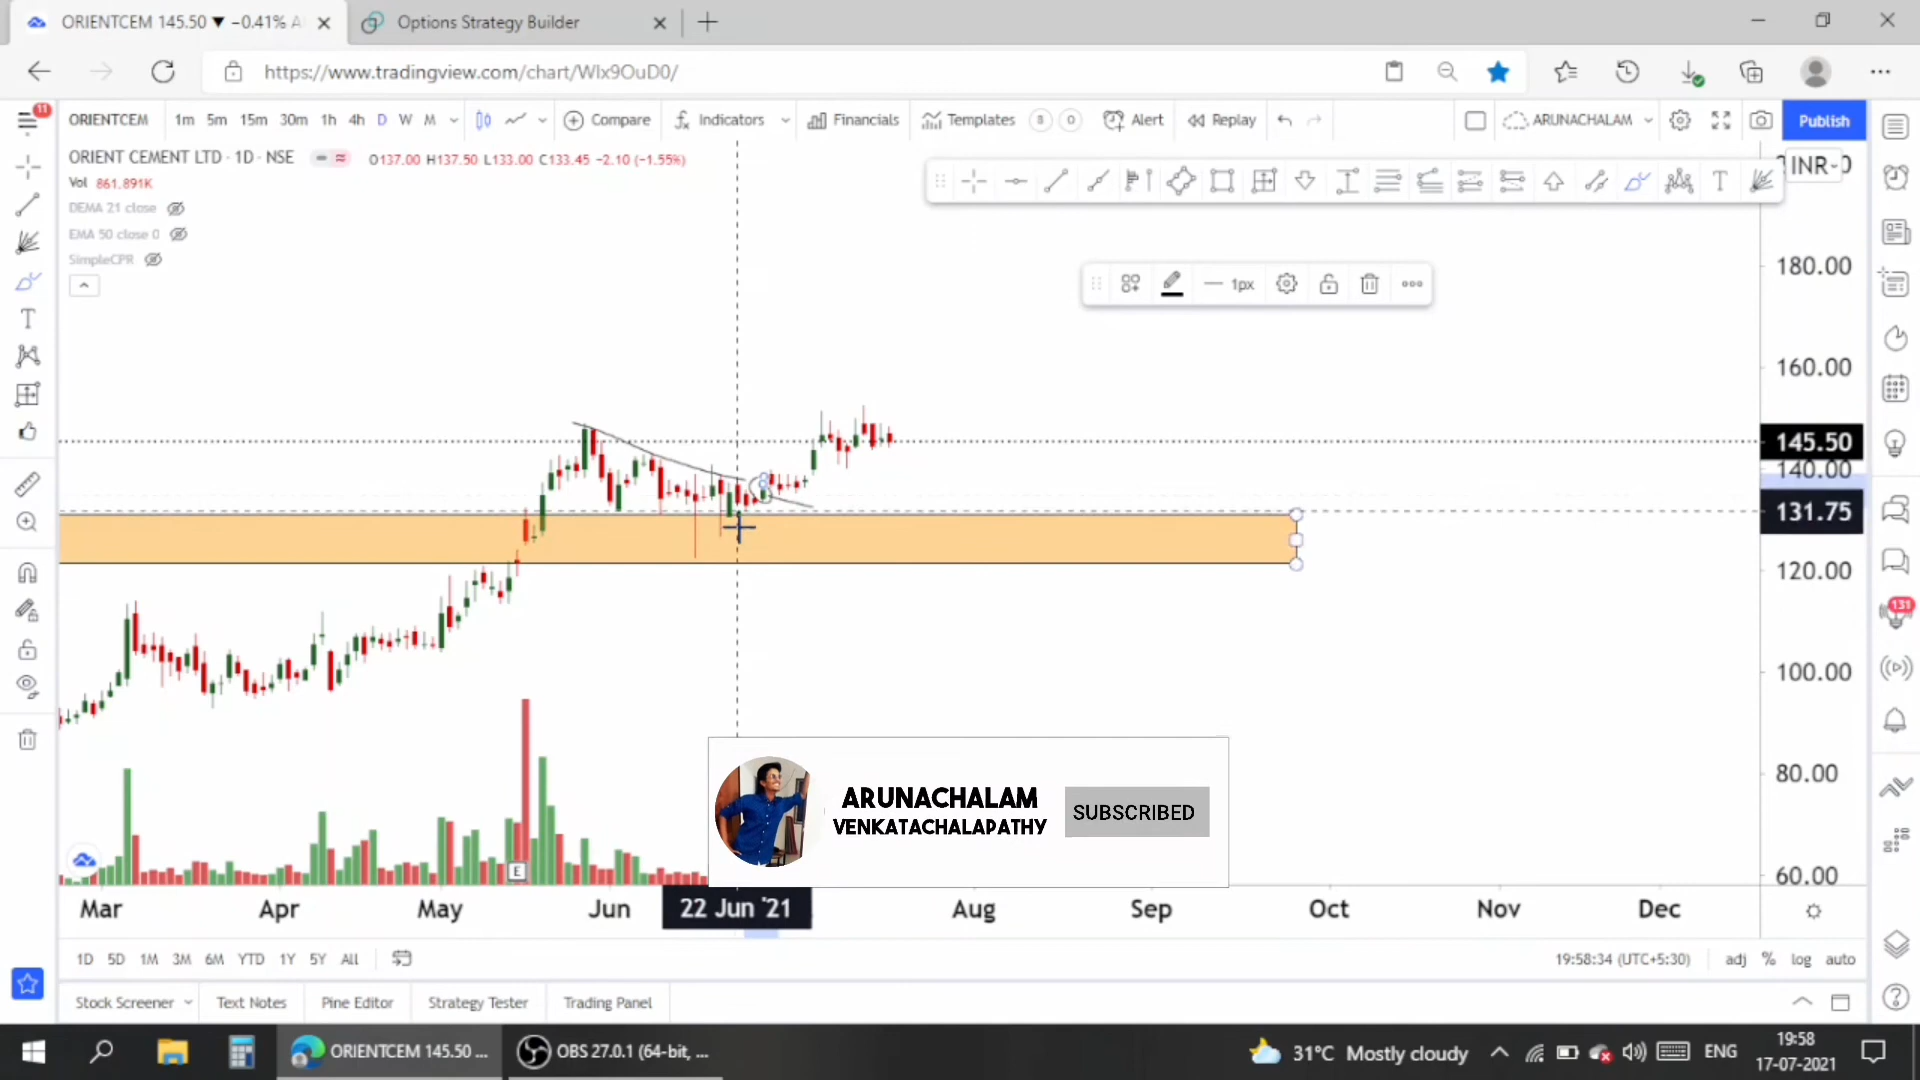 ORIENTCEM 145.50 ▼ −0.41%
Options Strategy Builder
https://www.tradingview.com/chart/WIx9OuD0/
11
ORIENTCEM 1m 5m 15m 30m 1h 4h D W M Compare Indicators Financials Templates 8 0 Alert Replay ARUNACHALAM Publish
ORIENT CEMENT LTD · 1D · NSE O137.00 H137.50 L133.00 C133.45 −2.10 (−1.55%)
INR
Vol 861.891K
DEMA 21 close
EMA 50 close 0
SimpleCPR
1px
180.00
160.00
145.50
140.00
131.75
120.00
131
100.00
80.00
60.00
ARUNACHALAM
VENKATACHALAPATHY
SUBSCRIBED
E
Mar Apr May Jun 22 Jun '21 Aug Sep Oct Nov Dec
1D 5D 1M 3M 6M YTD 1Y 5Y All 19:58:34 (UTC+5:30) adj % log auto
Stock Screener Text Notes Pine Editor Strategy Tester Trading Panel
ORIENTCEM 145.50 ... OBS 27.0.1 (64-bit, ... 31°C Mostly cloudy ENG 19:58
17-07-2021